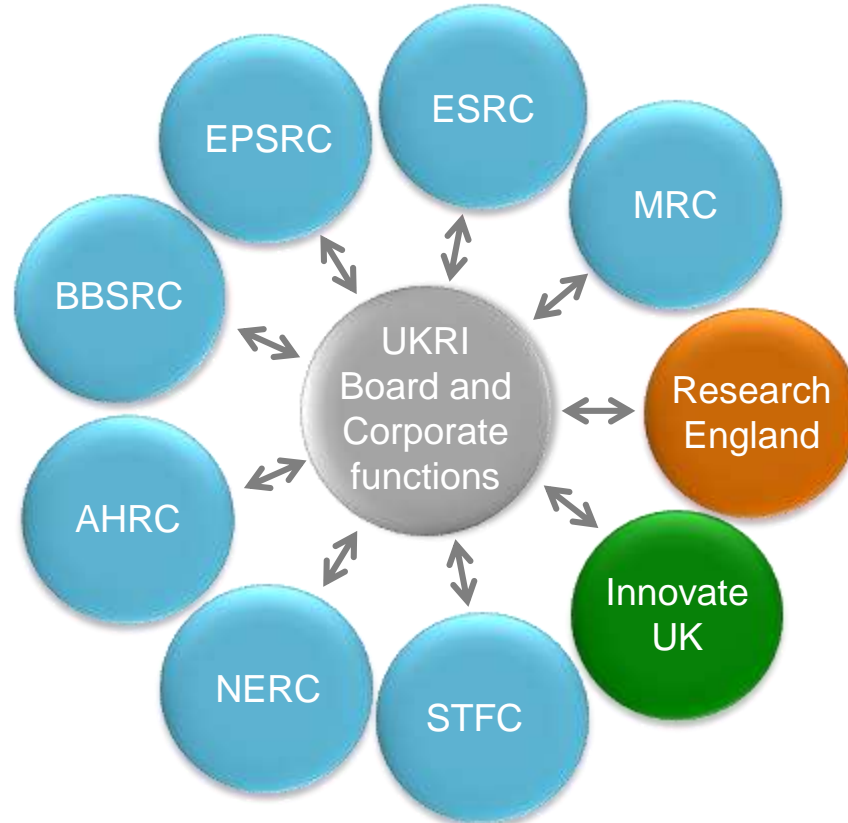 ESRC
EPSRC
MRC
BBSRC
UKRI
Board and
Corporate
functions
Research
England
AHRC
Innovate
UK
NERC
STFC